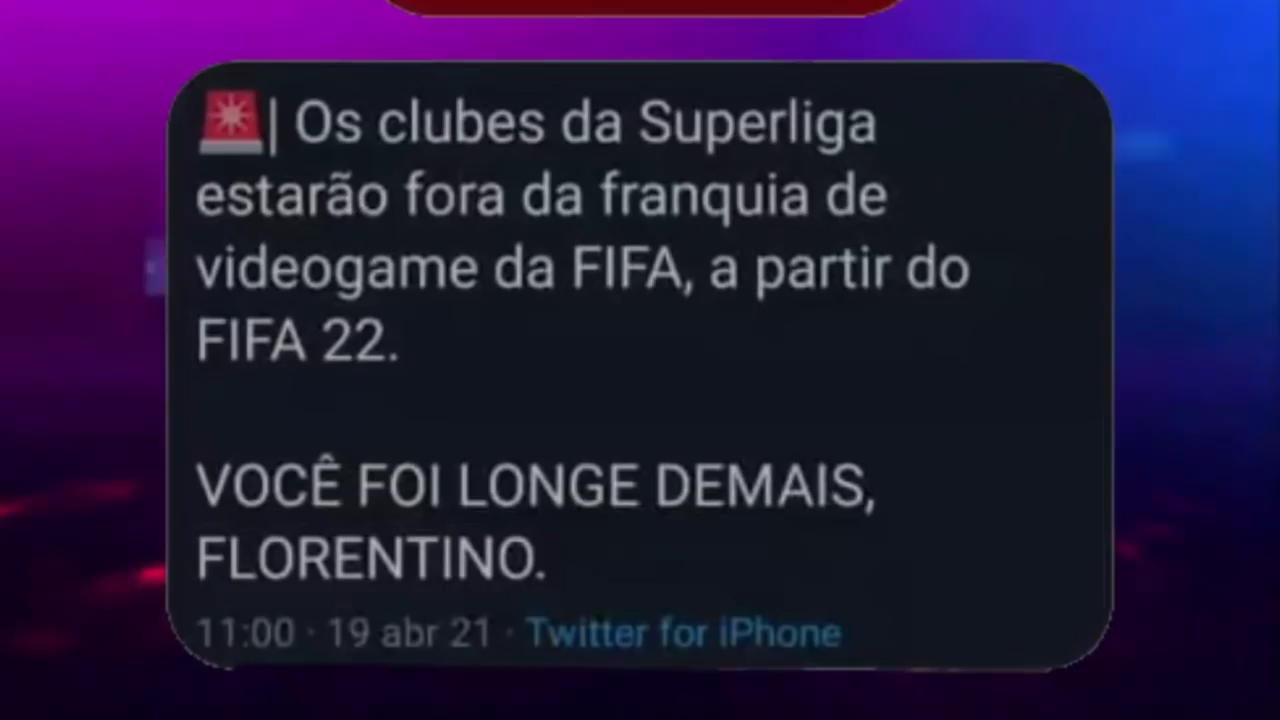 🚨| Os clubes da Superliga
estarão fora da franquia de
videogame da FIFA, a partir do
FIFA 22.
VOCÊ FOI LONGE DEMAIS,
FLORENTINO.
11:00 · 19 abr 21 · Twitter for iPhone